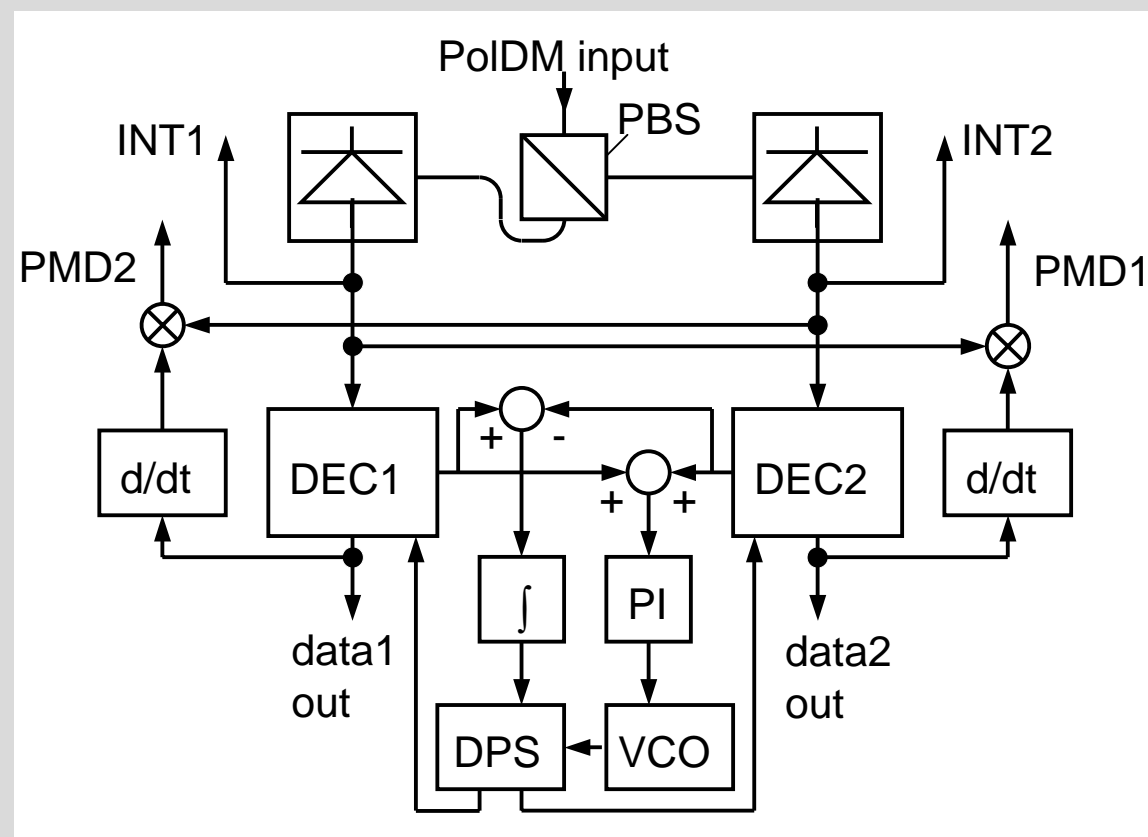 PolDM input
PBS
INT1
INT2
PMD2
PMD1
+
-
d/dt
DEC1
+
+
DEC2
d/dt
∫
PI
data1
out
data2
out
DPS
VCO